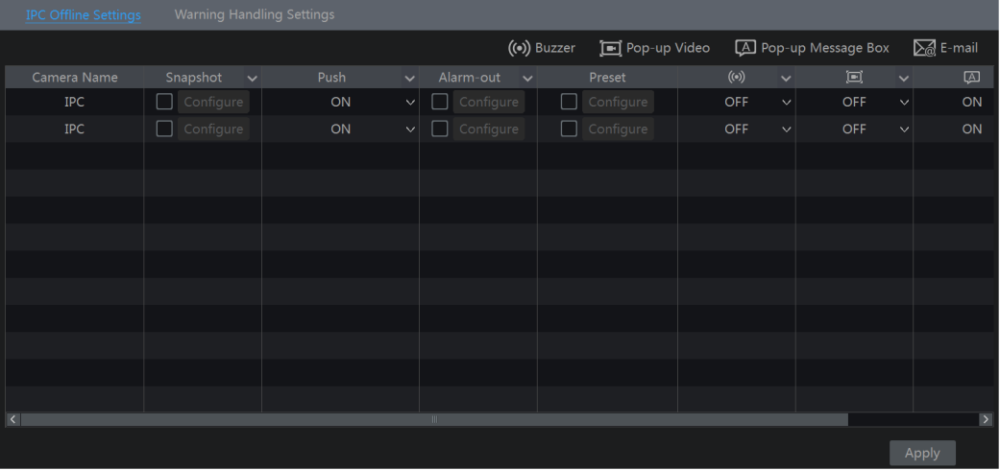 IPC Offline Settings Warning Handling Settings
Buzzer Pop-up Video A Pop-up Message Box E-mail
Camera Name Snapshot Push Alarm-out Preset A
IPC Configure ON Configure Configure OFF OFF ON
IPC Configure ON Configure Configure OFF OFF ON
Apply